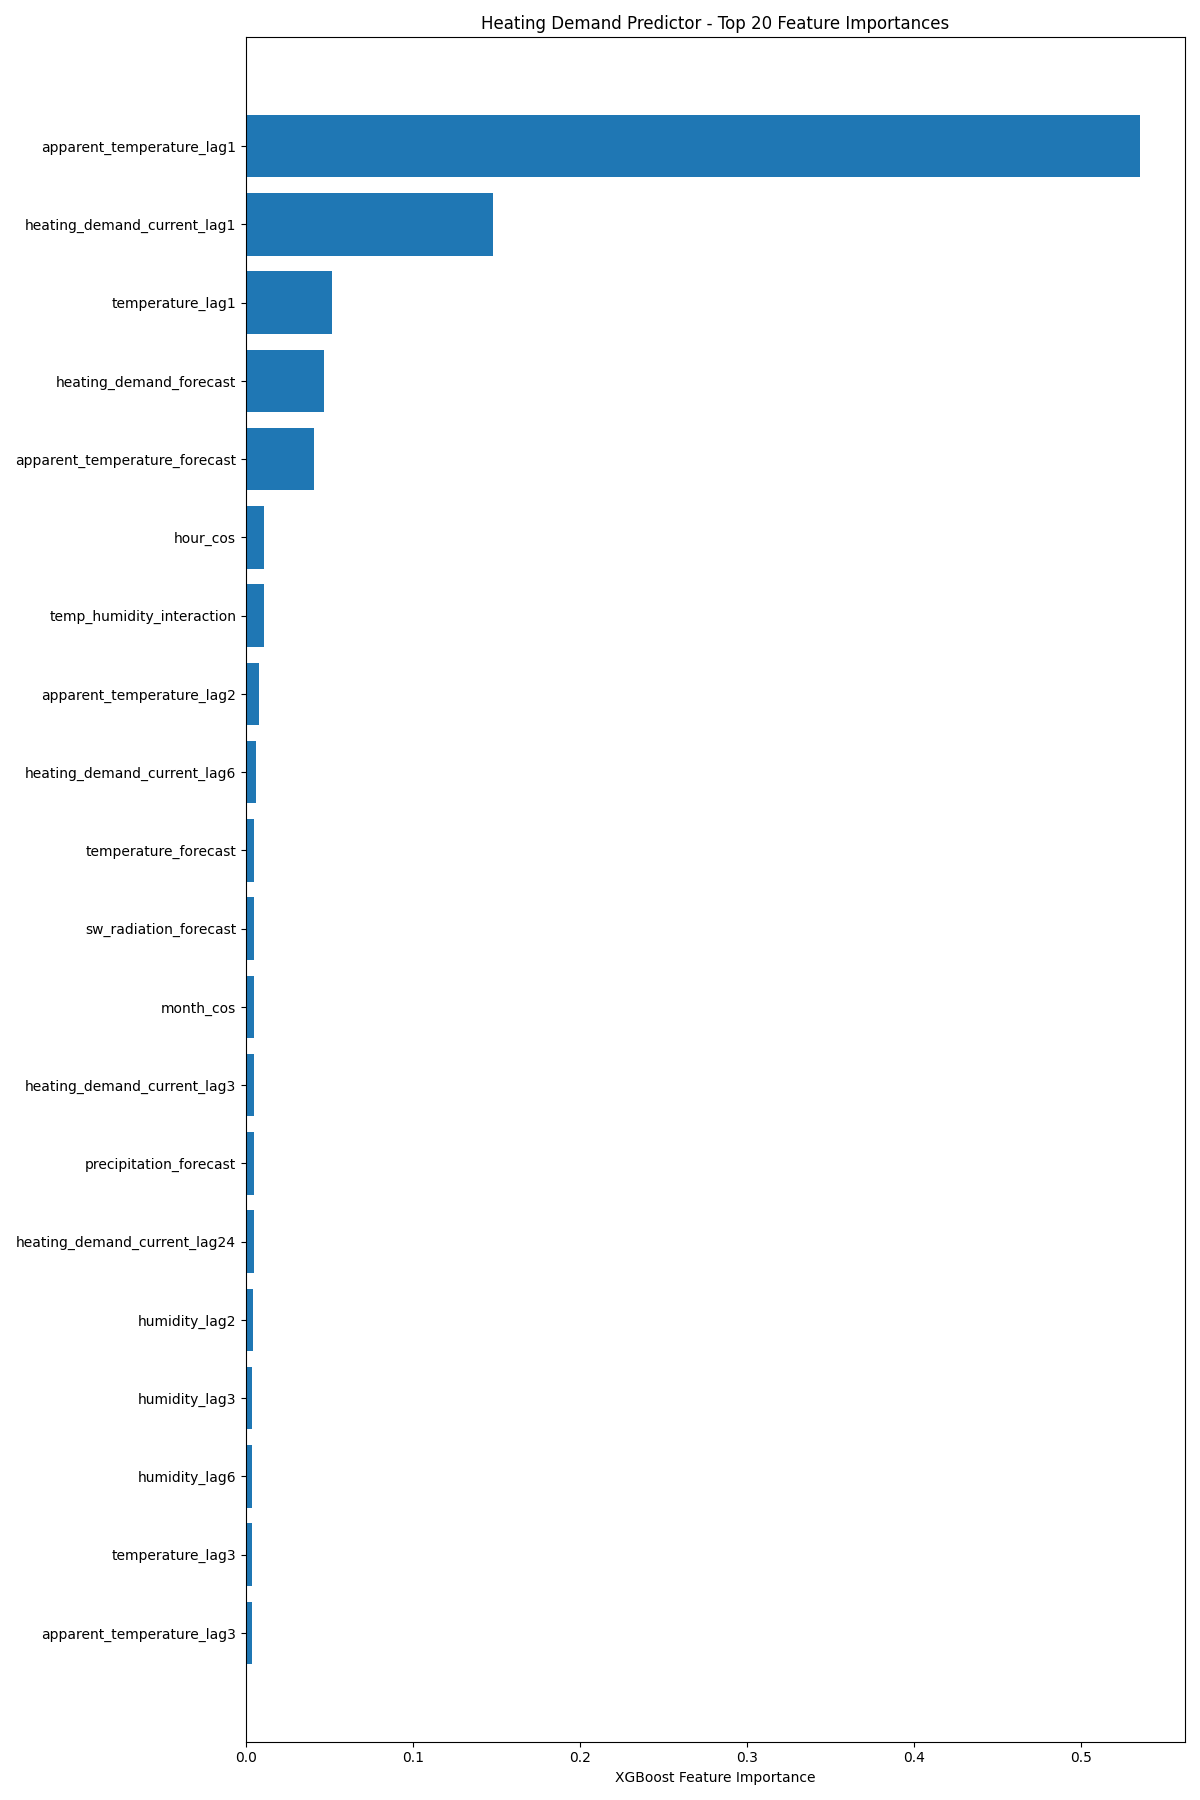 Heating Demand Predictor - Top 20 Feature Importances
apparent_temperature_lag1
heating_demand_current_lag1
temperature_lag1
heating_demand_forecast
apparent_temperature_forecast
hour_cos
temp_humidity_interaction
apparent_temperature_lag2
heating_demand_current_lag6
temperature_forecast
sw_radiation_forecast
month_cos
heating_demand_current_lag3
precipitation_forecast
heating_demand_current_lag24
humidity_lag2
humidity_lag3
humidity_lag6
temperature_lag3
apparent_temperature_lag3
0.0 0.1 0.2 0.3 0.4 0.5
XGBoost Feature Importance